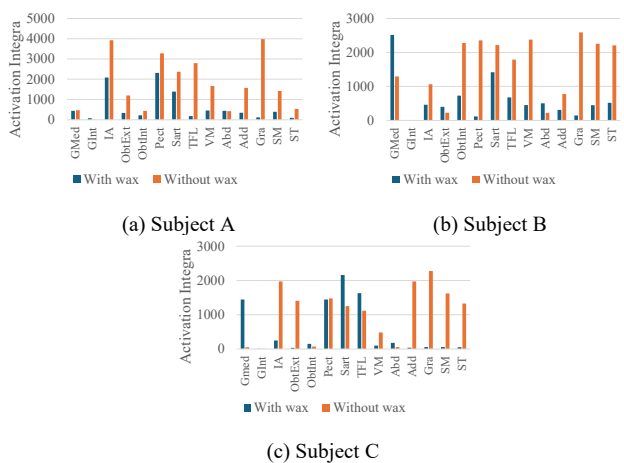 Activation Integra
5000
4000
3000
2000
1000
0
GMed GInt IA ObtExt ObtInt Pect Sart TFL VM Abd Add Gra SM ST
With wax Without wax
(a) Subject A
Activation Integra
3000
2000
1000
0
GMed GInt IA ObtExt ObtInt Pect Sart TFL VM Abd Add Gra SM ST
With wax Without wax
(b) Subject B
Activation Integra
3000
2000
1000
0
Gmed GInt IA ObtExt ObtInt Pect Sart TFL VM Abd Add Gra SM ST
With wax Without wax
(c) Subject C